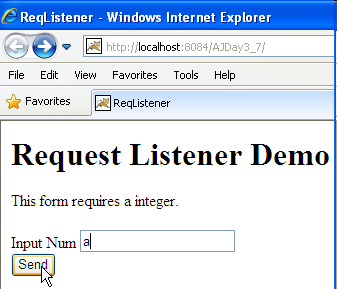 ReqListener - Windows Internet Explorer
http://localhost:8084/AJDay3_7/
File Edit View Favorites Tools Help
Favorites ReqListener
Request Listener Demo
This form requires a integer.
Input Num a
Send